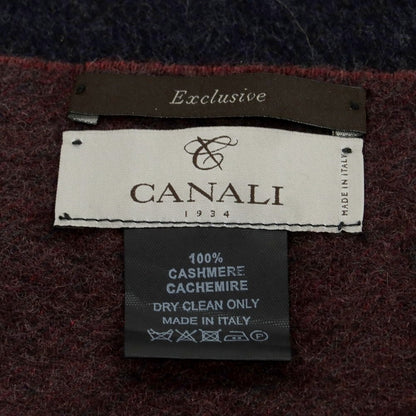 Exclusive
CANALI
1934
MADE IN ITALY
100%
CASHMERE
CACHEMIRE
DRY CLEAN ONLY
MADE IN ITALY
P